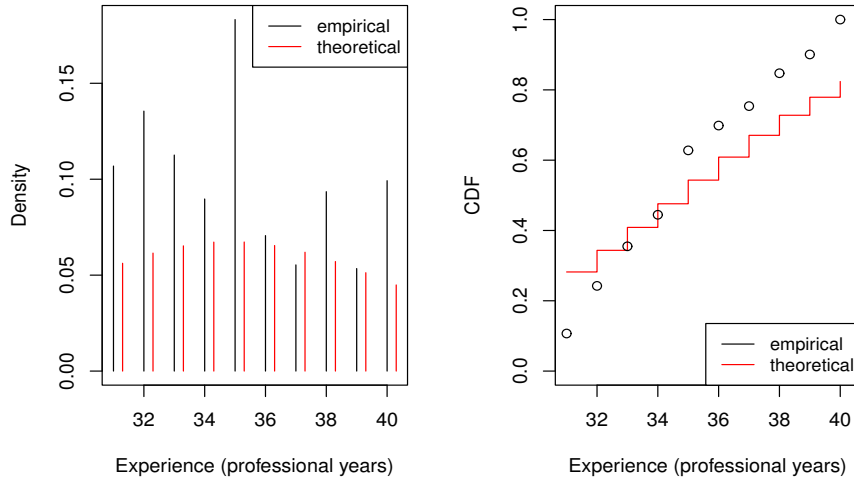 empirical
theoretical
Density
0.00
0.05
0.10
0.15
32
34
36
38
40
Experience (professional years)
CDF
0.0
0.2
0.4
0.6
0.8
1.0
empirical
theoretical
32
34
36
38
40
Experience (professional years)